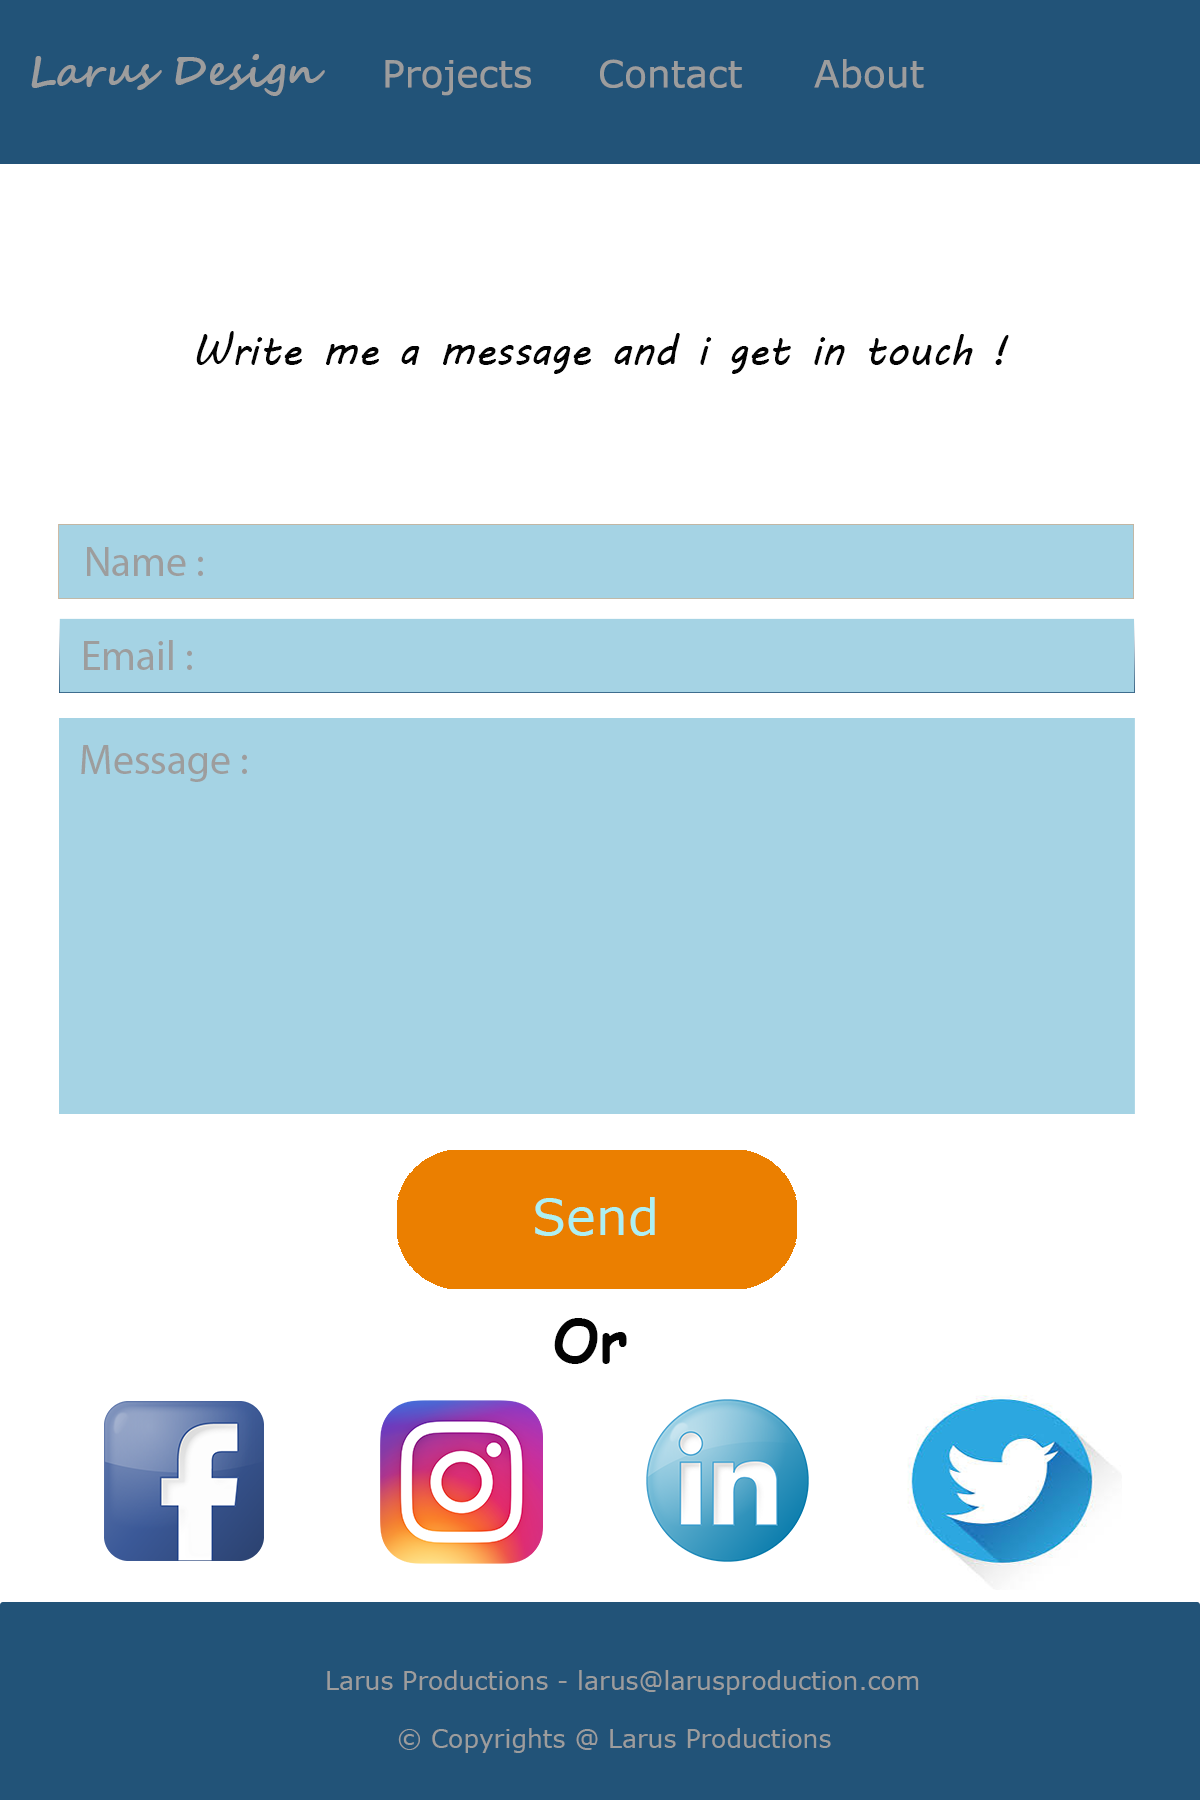 Larus Design Projects Contact About
Write me a message and i get in touch !
Name :
Email :
Message :
Send
Or
f
in
Larus Productions - larus@larusproduction.com
© Copyrights @ Larus Productions